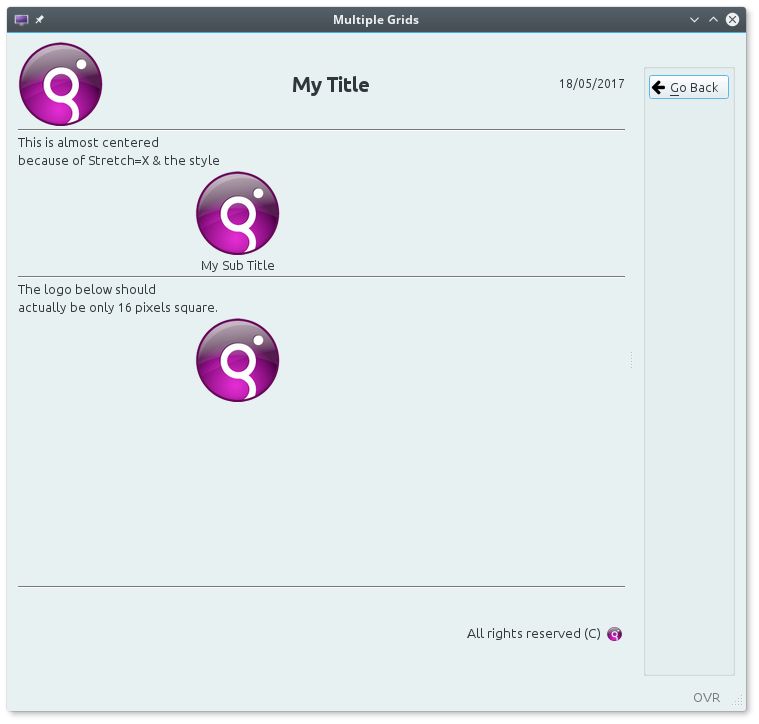 Multiple Grids
My Title
18/05/2017
Go Back
This is almost centered
because of Stretch=X & the style
My Sub Title
The logo below should
actually be only 16 pixels square.
All rights reserved (C)
OVR